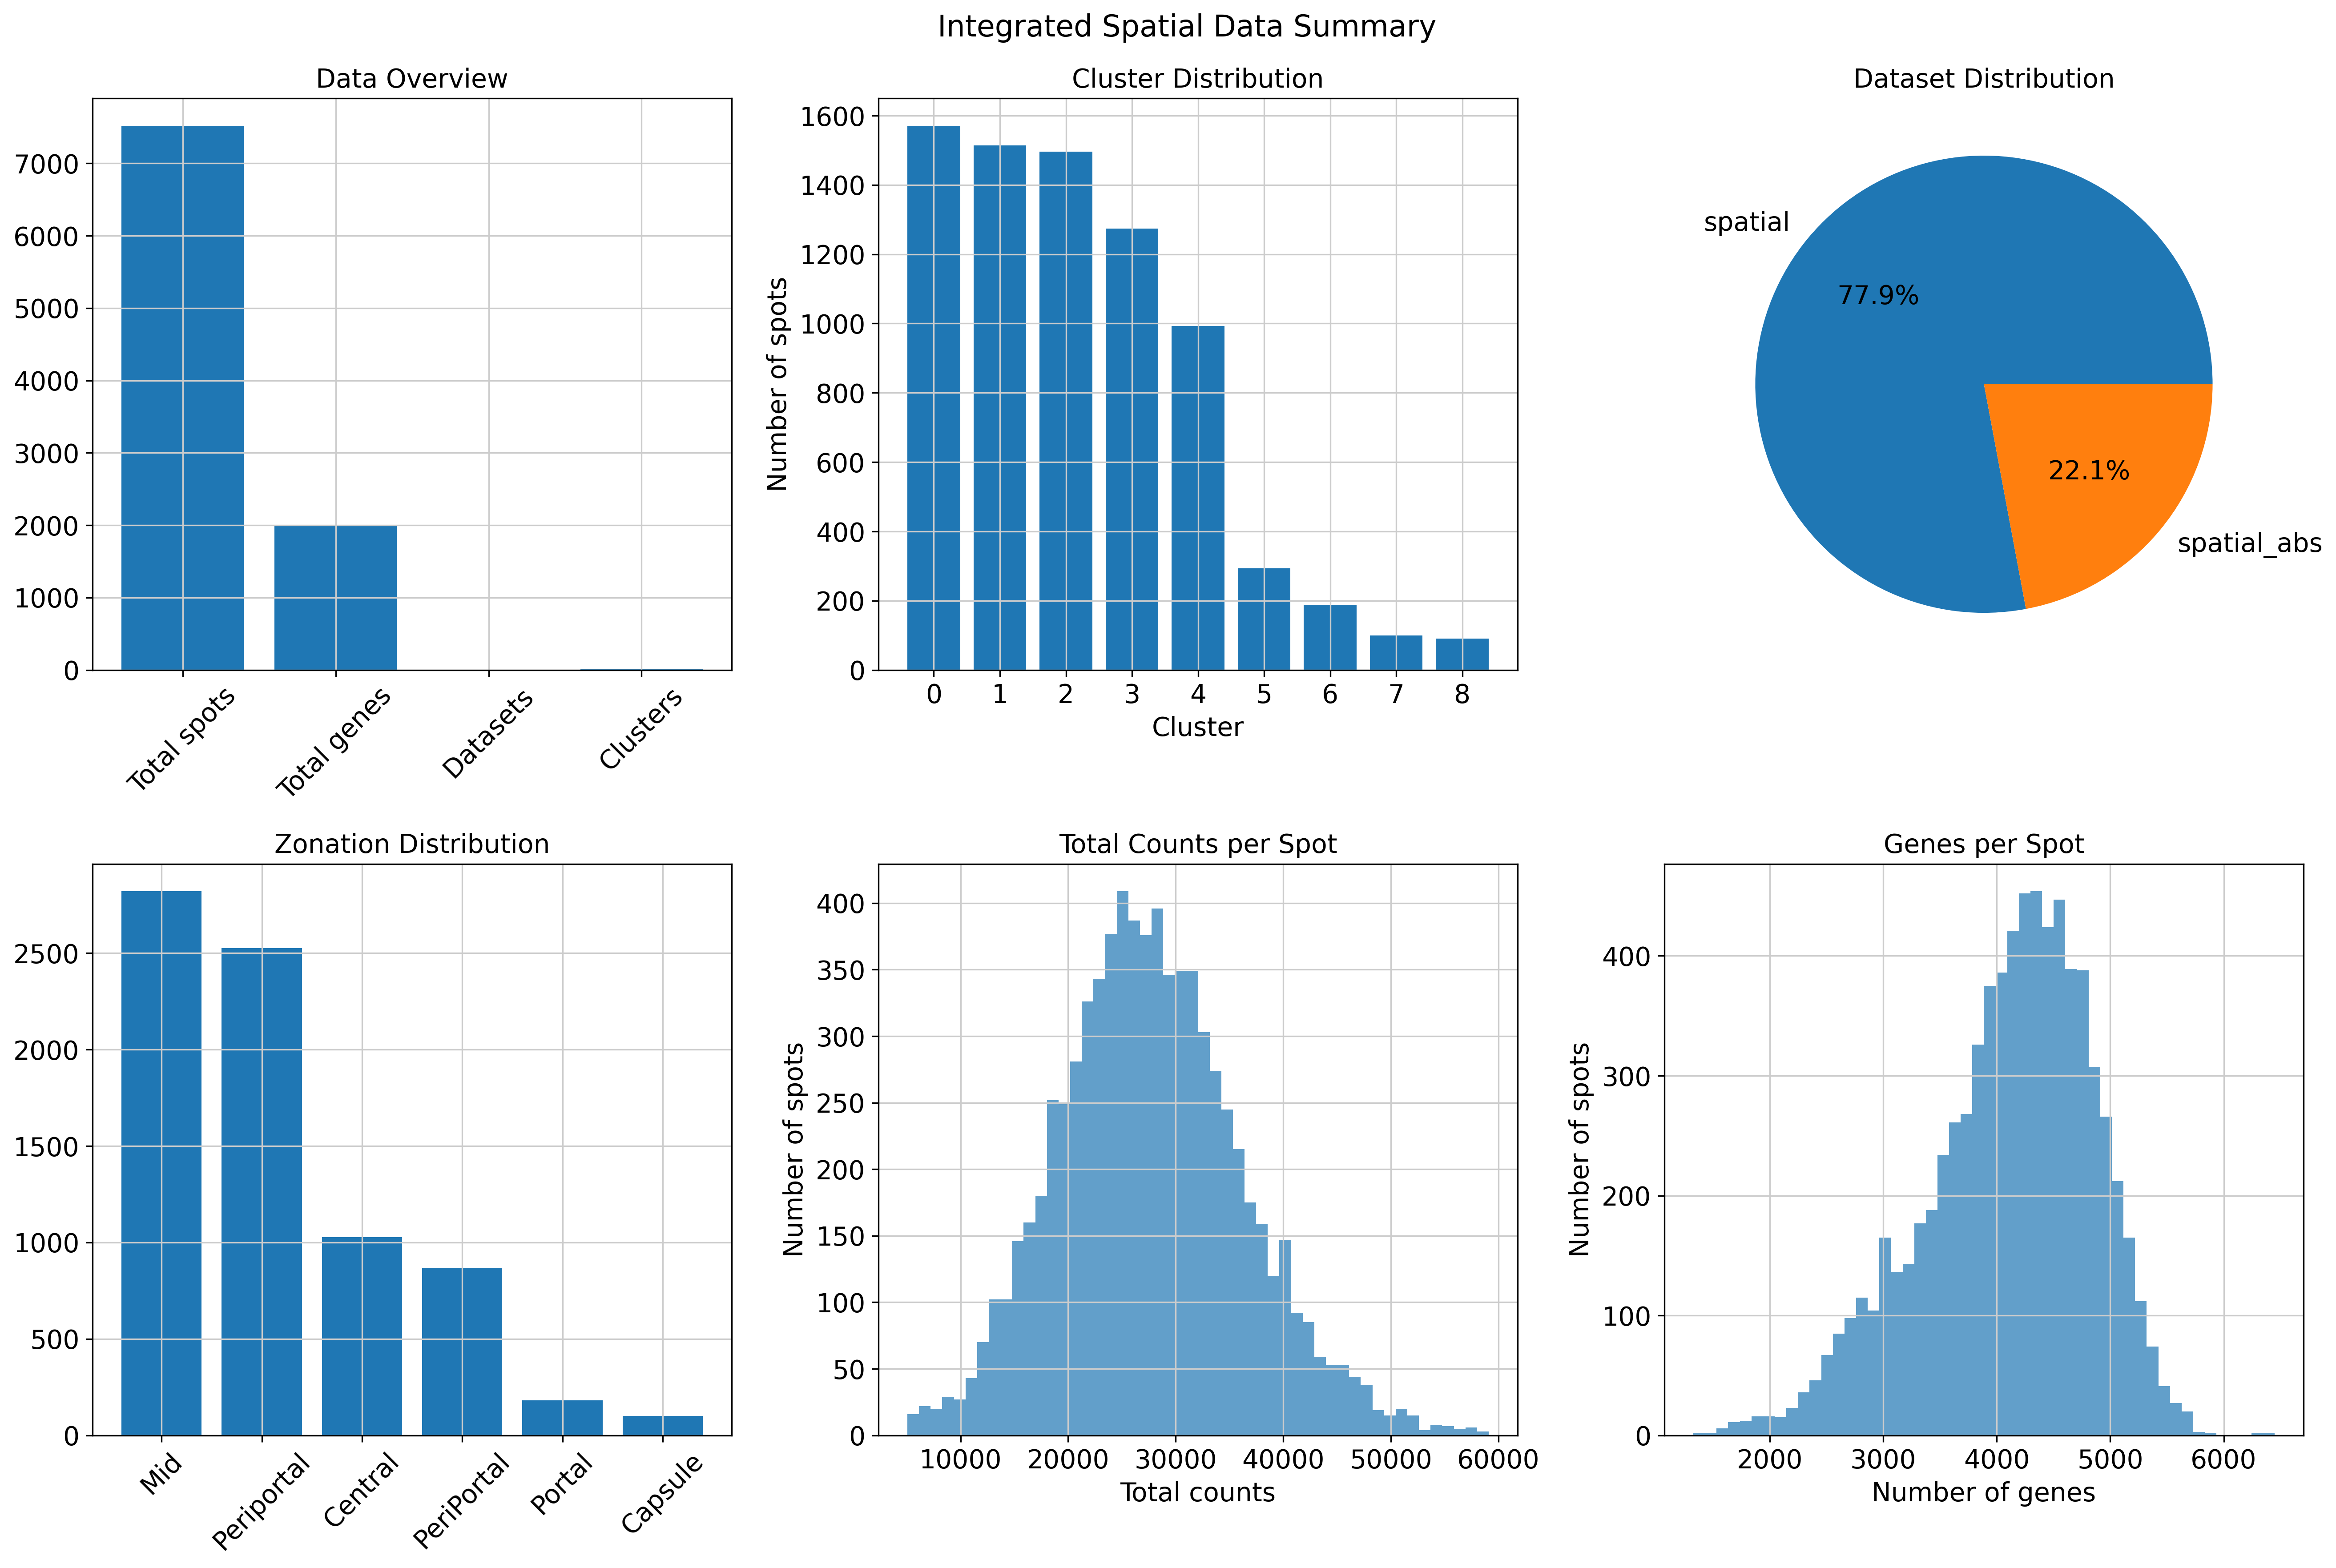 Integrated Spatial Data Summary
Data Overview
7000
6000
5000
4000
3000
2000
1000
0
Total spots
Total genes
Datasets
Clusters
Cluster Distribution
Number of spots
1600
1400
1200
1000
800
600
400
200
0
0 1 2 3 4 5 6 7 8
Cluster
Dataset Distribution
spatial
77.9%
22.1%
spatial_abs
Zonation Distribution
2500
2000
1500
1000
500
0
Mid
Periportal
Central
PeriPortal
Portal
Capsule
Total Counts per Spot
Number of spots
400
350
300
250
200
150
100
50
0
10000 20000 30000 40000 50000 60000
Total counts
Genes per Spot
Number of spots
400
300
200
100
0
2000 3000 4000 5000 6000
Number of genes